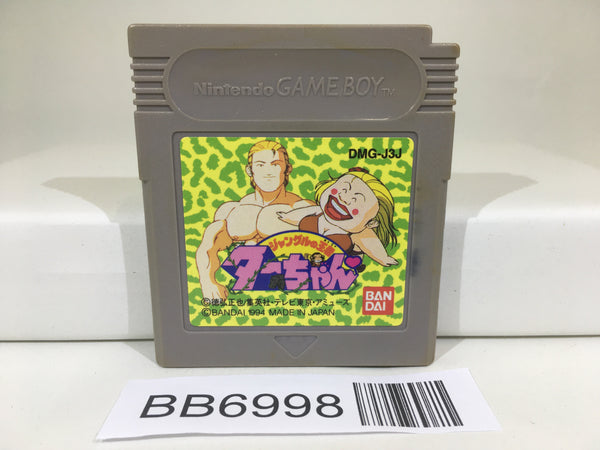 Nintendo GAME BOY TM
DMG-J3J
ジャングルの王者
ターちゃん
©徳弘正也/集英社・テレビ東京・アミューズ
©BANDAI 1994 MADE IN JAPAN
BAN
DAI
BB6998